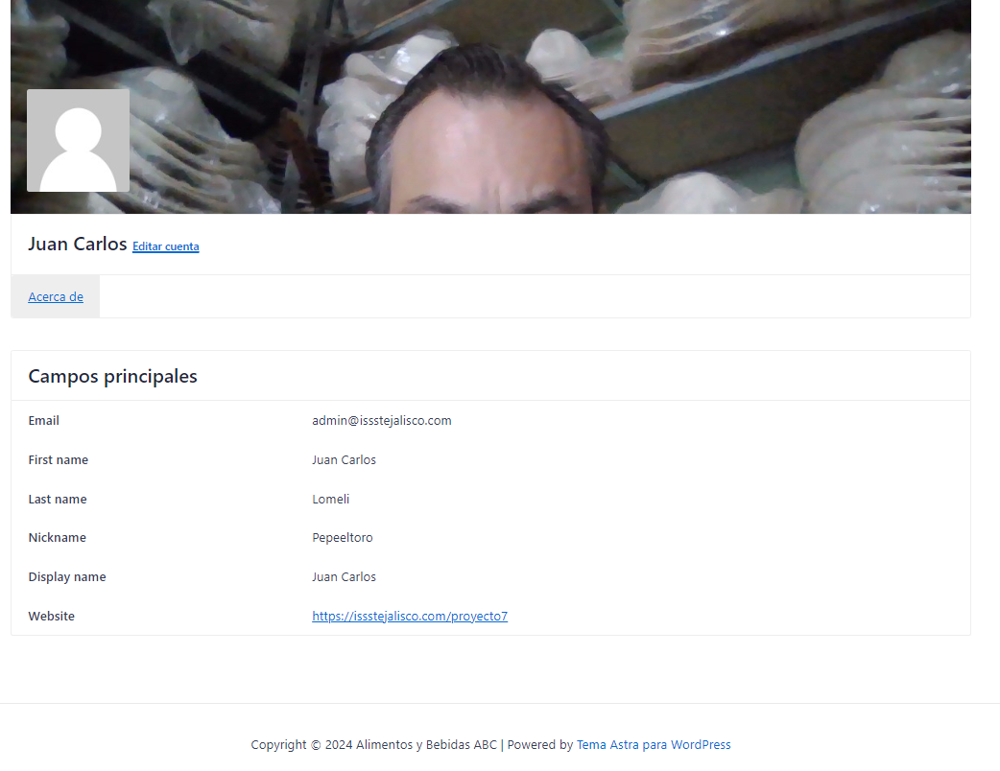 Juan Carlos Editar cuenta
Acerca de
Campos principales
Email admin@issstejalisco.com
First name Juan Carlos
Last name Lomeli
Nickname Pepeeltoro
Display name Juan Carlos
Website https://issstejalisco.com/proyecto7
Copyright © 2024 Alimentos y Bebidas ABC | Powered by Tema Astra para WordPress